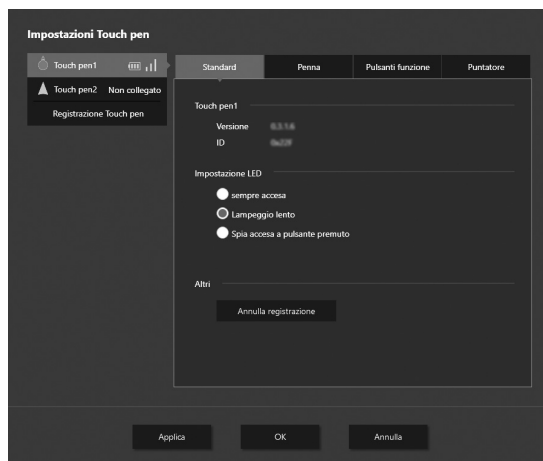 Impostazioni Touch pen
Touch pen1
Touch pen2 Non collegato
Registrazione Touch pen
Standard Penna Pulsanti funzione Puntatore
Touch pen1
Versione
ID
Impostazione LED
sempre accesa
Lampeggio lento
Spia accesa a pulsante premuto
Altri
Annulla registrazione
Applica OK Annulla